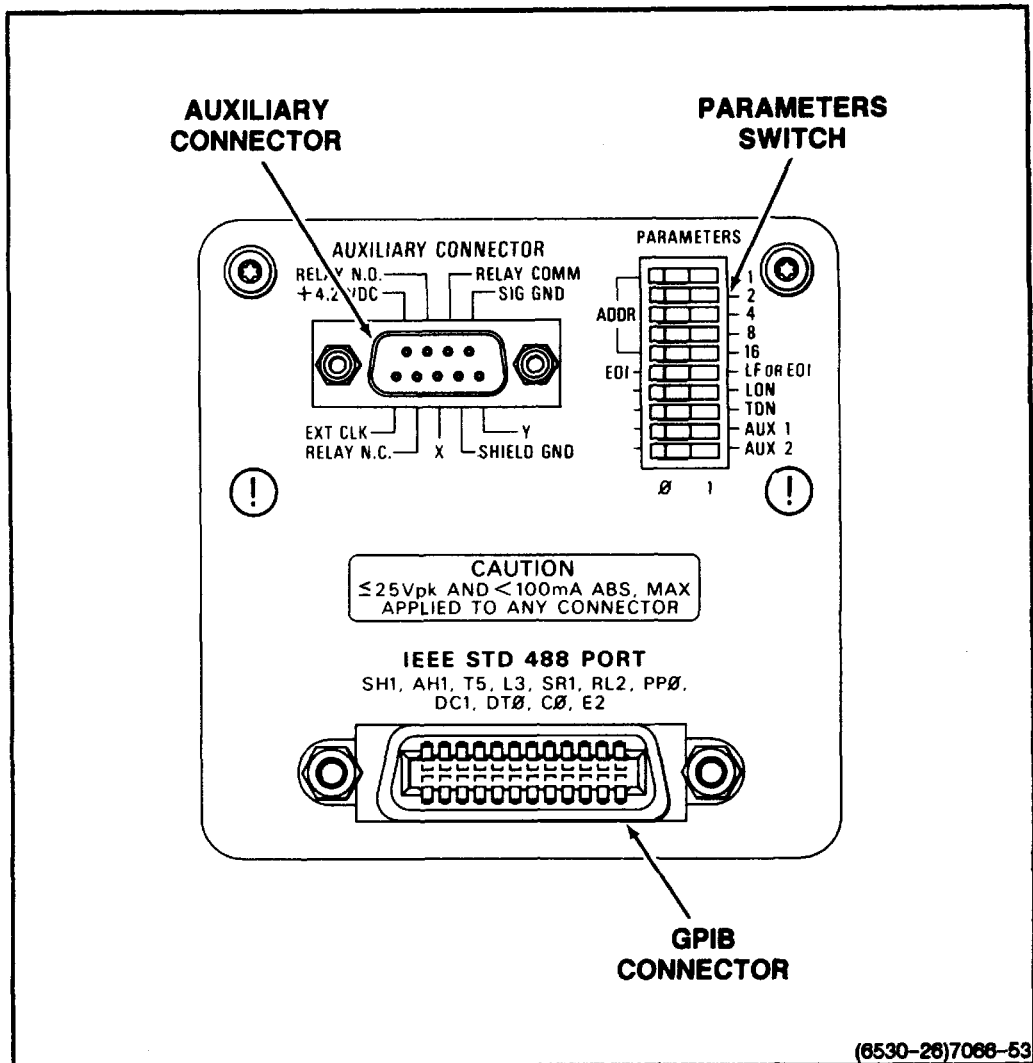 AUXILIARY
CONNECTOR
PARAMETERS
SWITCH
AUXILIARY CONNECTOR
RELAY N.O.
RELAY COMM
SIG GND
EXT CLK
RELAY N.C.
X
SHIELD GND
Y
PARAMETERS
ADDR
EOI
1
2
4
8
16
LF OR EOI
LON
TON
AUX 1
AUX 2
Ø 1
!
!
CAUTION
≤25Vpk AND <100mA ABS, MAX
APPLIED TO ANY CONNECTOR
IEEE STD 488 PORT
SH1, AH1, T5, L3, SR1, RL2, PPØ,
DC1, DTØ, CØ, E2
GPIB
CONNECTOR
(6530-26)7066-53